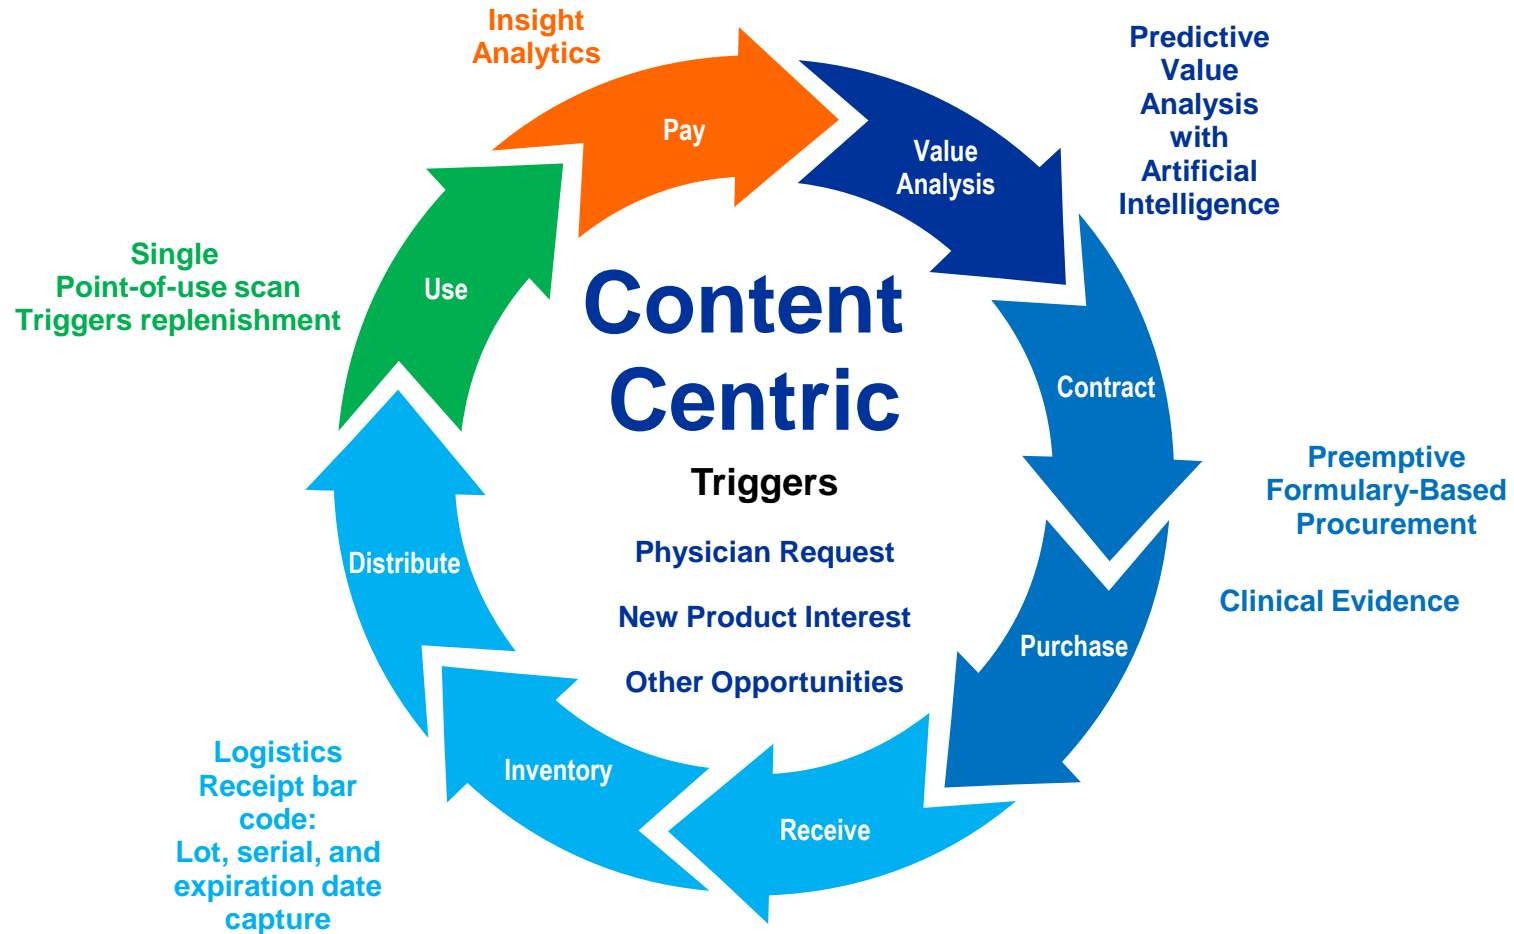 Insight
Analytics
Predictive
Value
Analysis
with
Artificial
Intelligence
Pay
Value
Analysis
Single
Point-of-use scan
Triggers replenishment
Use
Content
Centric
Contract
Triggers
Preemptive
Formulary-Based
Procurement
Physician Request
Distribute
Clinical Evidence
New Product Interest
Purchase
Other Opportunities
Logistics
Receipt bar
code:
Lot, serial, and
expiration date
capture
Inventory
Receive